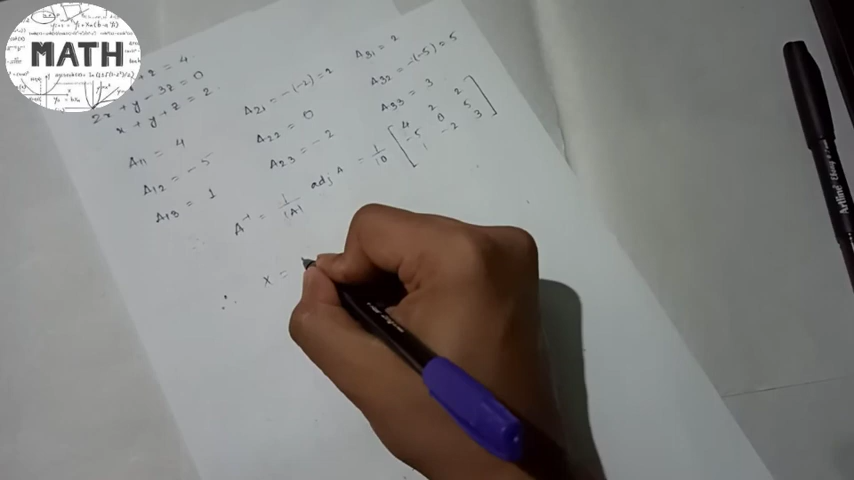 MATH
z = 4
2x + y - 3z = 0
x + y + z = 2.
A11 = 4
A12 = -5
A13 = 1
A21 = -(-2) = 2
A22 = 0
A23 = -2
A31 = 2
A32 = -(-5) = 5
A33 = 3
A⁻¹ = 1/|A| adj A = 1/10 [4 2 2
-5 0 5
1 -2 3]
∴ X =
Artline